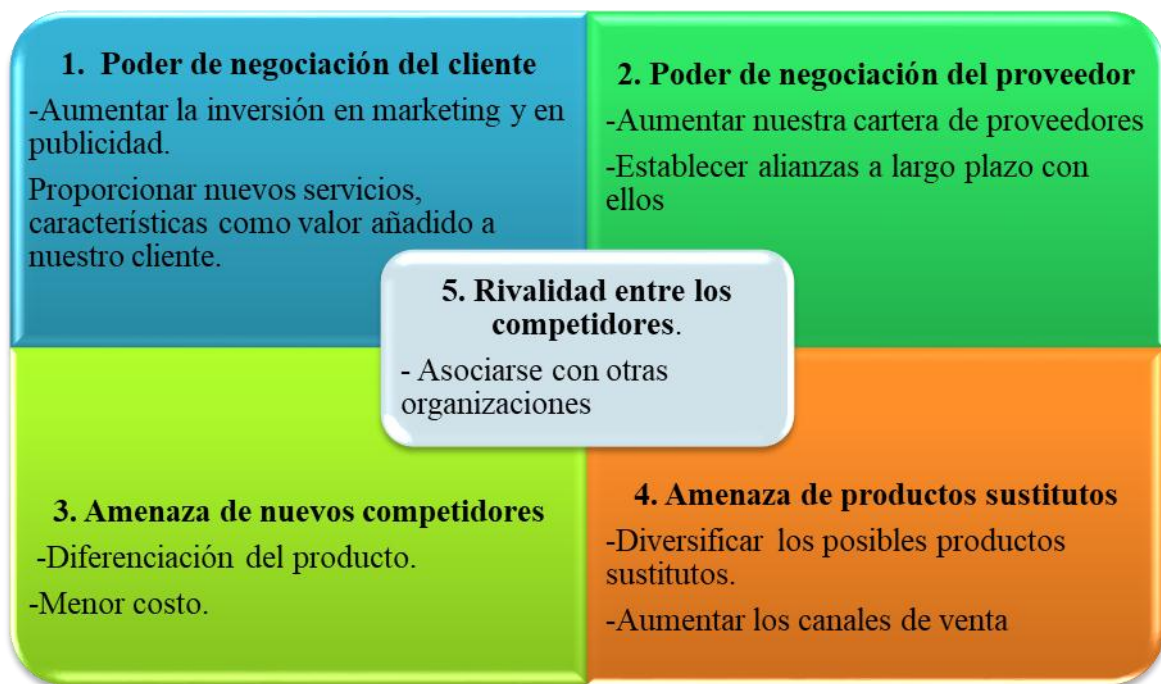 1.  Poder de negociación del cliente
-Aumentar la inversión en marketing y en
publicidad.
Proporcionar nuevos servicios,
características como valor añadido a
nuestro cliente.
2. Poder de negociación del proveedor
-Aumentar nuestra cartera de proveedores
-Establecer alianzas a largo plazo con
ellos
5. Rivalidad entre los
competidores.
- Asociarse con otras
organizaciones
3. Amenaza de nuevos competidores
-Diferenciación del producto.
-Menor costo.
4. Amenaza de productos sustitutos
-Diversificar los posibles productos
sustitutos.
-Aumentar los canales de venta